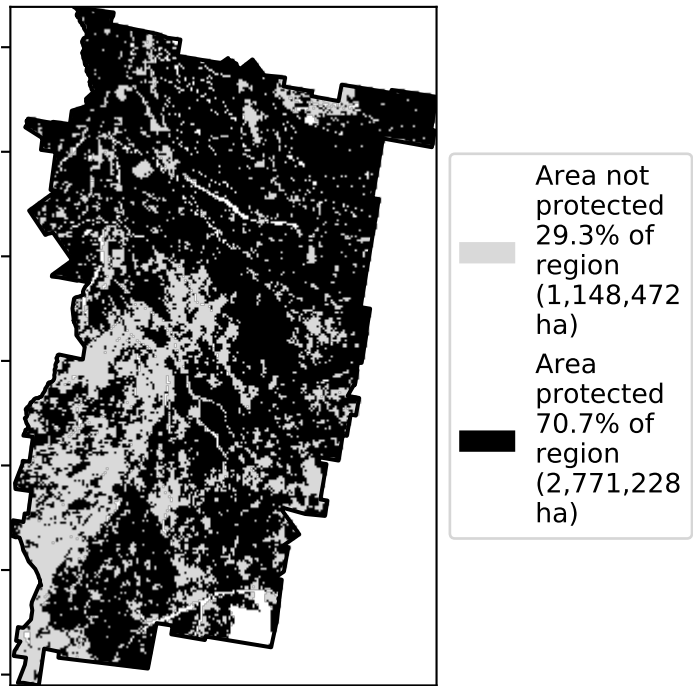 Area not
protected
29.3% of
region
(1,148,472
ha)
Area
protected
70.7% of
region
(2,771,228
ha)